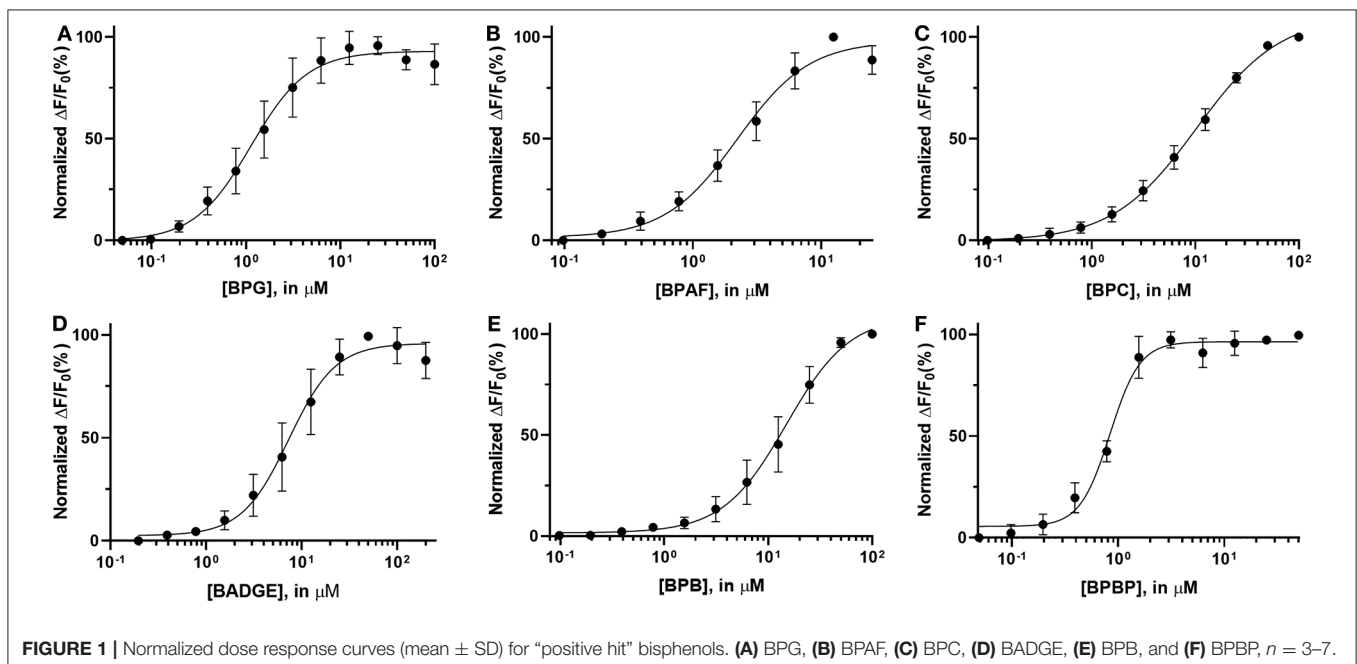 A
Normalized ΔF/F₀(%)
100
50
0
10⁻¹ 10⁰ 10¹ 10²
[BPG], in μM
B
Normalized ΔF/F₀(%)
100
50
0
10⁻¹ 10⁰ 10¹
[BPAF], in μM
C
Normalized ΔF/F₀(%)
100
50
0
10⁻¹ 10⁰ 10¹ 10²
[BPC], in μM
D
Normalized ΔF/F₀(%)
100
50
0
10⁻¹ 10⁰ 10¹ 10²
[BADGE], in μM
E
Normalized ΔF/F₀(%)
100
50
0
10⁻¹ 10⁰ 10¹ 10²
[BPB], in μM
F
Normalized ΔF/F₀(%)
100
50
0
10⁻¹ 10⁰ 10¹
[BPBP], in μM
FIGURE 1 | Normalized dose response curves (mean ± SD) for “positive hit” bisphenols. (A) BPG, (B) BPAF, (C) BPC, (D) BADGE, (E) BPB, and (F) BPBP, n = 3–7.